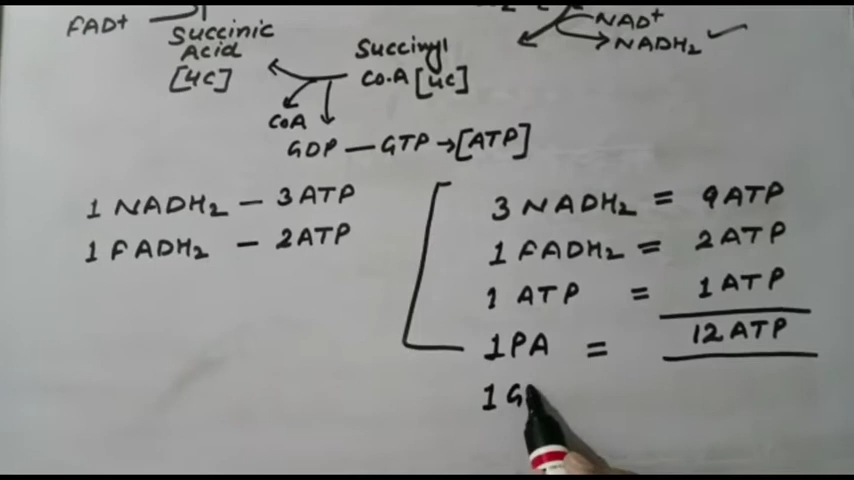 FAD+
Succinic
Acid
[4C]
Succinyl
Co.A [4C]
NAD+
NADH₂
CoA
GDP — GTP → [ATP]
1 NADH₂ — 3ATP
1 FADH₂ — 2ATP
3 NADH₂ = 9ATP
1 FADH₂ = 2ATP
1 ATP = 1ATP
1PA = 12ATP
1 G